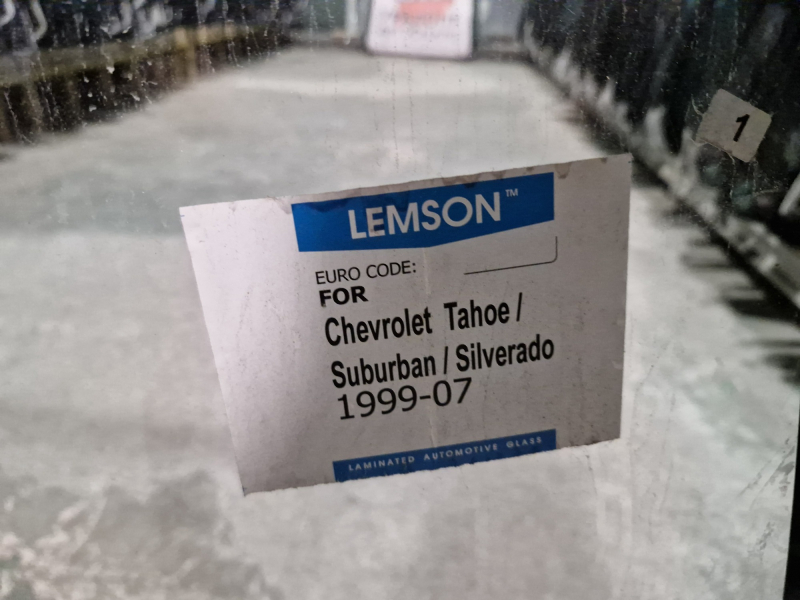 LEMSON™
EURO CODE:
FOR
Chevrolet Tahoe /
Suburban / Silverado
1999-07
LAMINATED AUTOMOTIVE GLASS
1